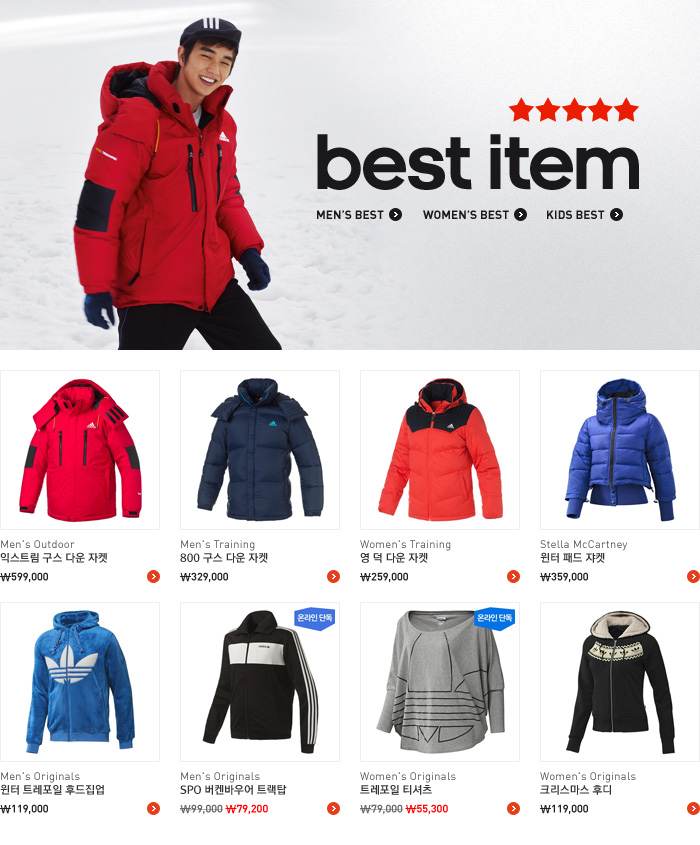 best item
MEN'S BEST
WOMEN'S BEST
KIDS BEST
Men's Outdoor
익스트림 구스 다운 자켓
₩599,000
Men's Training
800 구스 다운 자켓
₩329,000
Women's Training
영 덕 다운 자켓
₩259,000
Stella McCartney
윈터 패드 쟈켓
₩359,000
온라인 단독
온라인 단독
Men's Originals
윈터 트레포일 후드집업
₩119,000
Men's Originals
SPO 버켄바우어 트랙탑
₩99,000 ₩79,200
Women's Originals
트레포일 티셔츠
₩79,000 ₩55,300
Women's Originals
크리스마스 후디
₩119,000